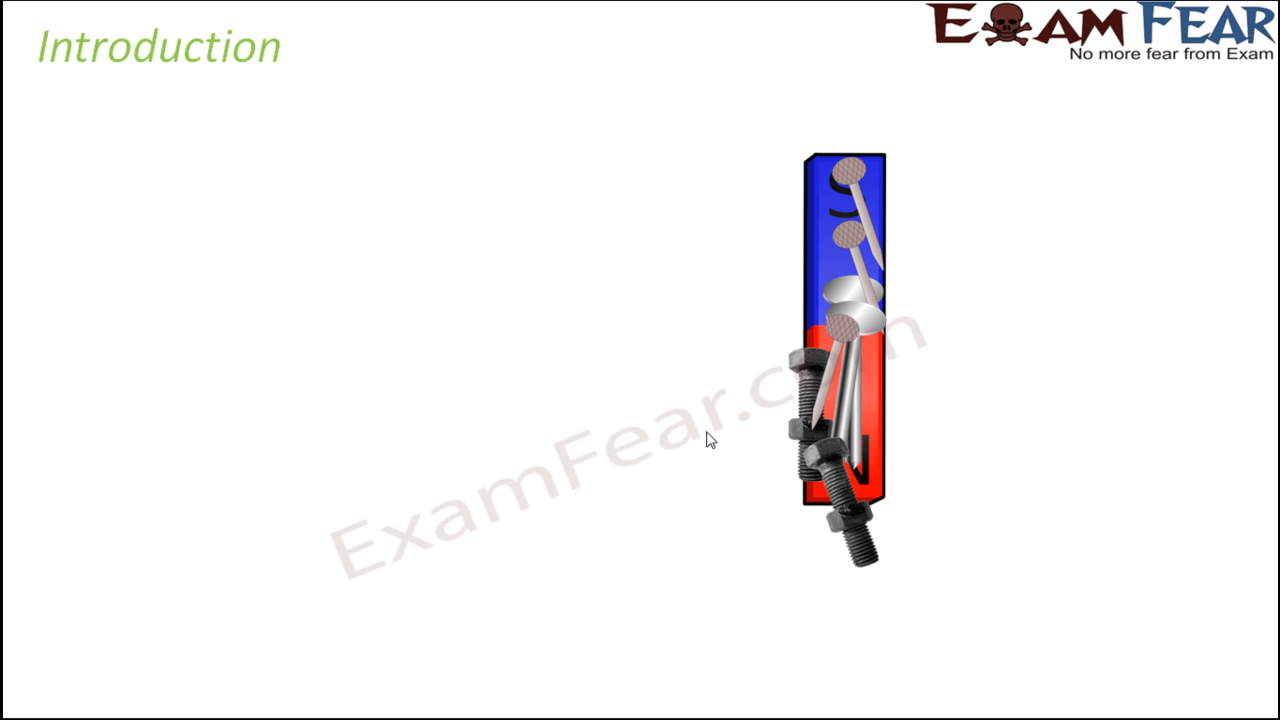 Introduction
EXAM FEAR
No more fear from Exam
S
ExamFear.com
N